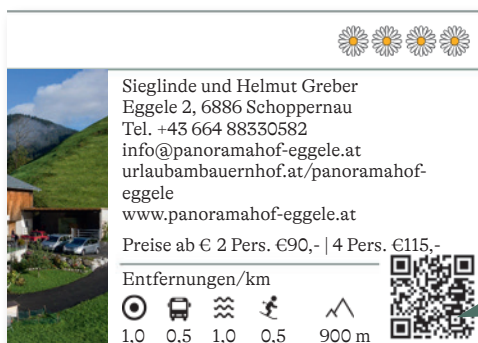 Sieglinde und Helmut Greber
Eggele 2, 6886 Schoppernau
Tel. +43 664 88330582
info@panoramahof-eggele.at
urlaubambauernhof.at/panoramahof-
eggele
www.panoramahof-eggele.at
Preise ab € 2 Pers. €90,- | 4 Pers. €115,-
Entfernungen/km
1,0 0,5 1,0 0,5 900 m